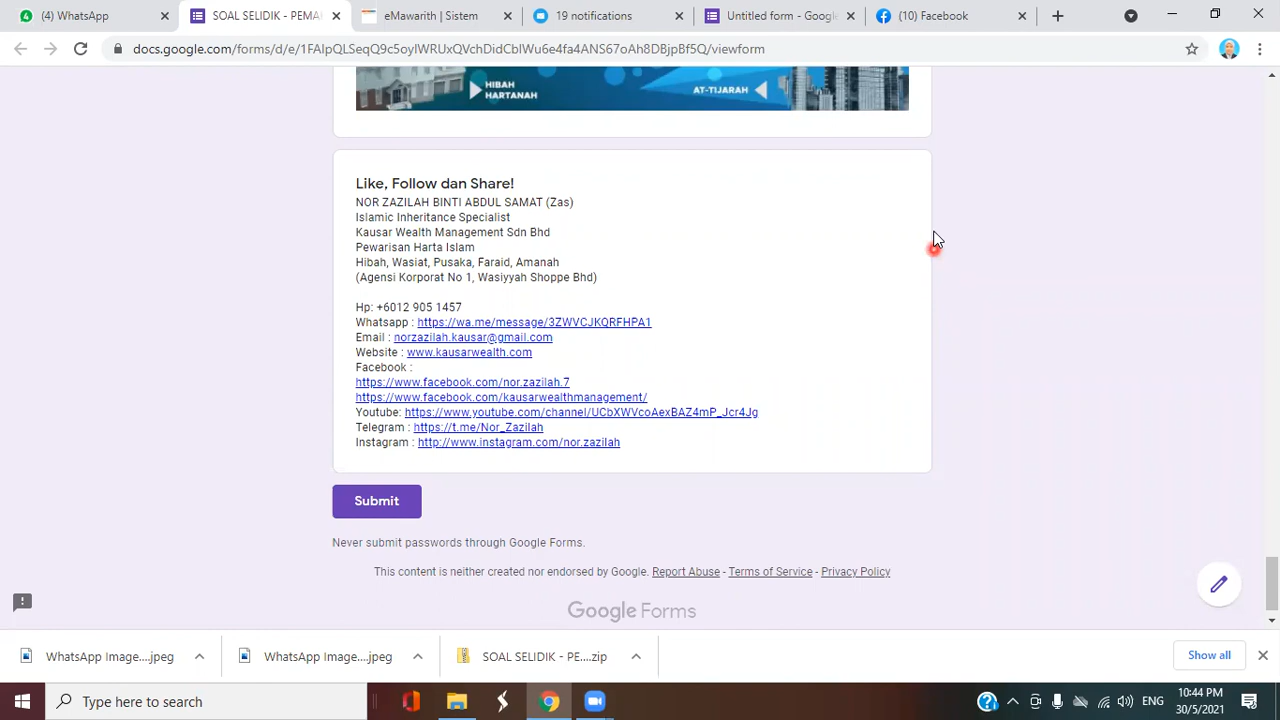 (4) WhatsApp
SOAL SELIDIK - PEMA
eMawarith | Sistem
19 notifications
Untitled form - Google
(10) Facebook
docs.google.com/forms/d/e/1FAIpQLSeqQ9c5oylWRUxQVchDidCbIWu6e4fa4ANS67oAh8DBjpBf5Q/viewform
HIBAH
HARTANAH
AT-TIJARAH
Like, Follow dan Share!
NOR ZAZILAH BINTI ABDUL SAMAT (Zas)
Islamic Inheritance Specialist
Kausar Wealth Management Sdn Bhd
Pewarisan Harta Islam
Hibah, Wasiat, Pusaka, Faraid, Amanah
(Agensi Korporat No 1, Wasiyyah Shoppe Bhd)
Hp: +6012 905 1457
Whatsapp : https://wa.me/message/3ZWVCJKQRFHPA1
Email : norzazilah.kausar@gmail.com
Website : www.kausarwealth.com
Facebook :
https://www.facebook.com/nor.zazilah.7
https://www.facebook.com/kausarwealthmanagement/
Youtube: https://www.youtube.com/channel/UCbXWVcoAexBAZ4mP_Jcr4Jg
Telegram : https://t.me/Nor_Zazilah
Instagram : http://www.instagram.com/nor.zazilah
Submit
Never submit passwords through Google Forms.
This content is neither created nor endorsed by Google. Report Abuse - Terms of Service - Privacy Policy
Google Forms
WhatsApp Image....jpeg
WhatsApp Image....jpeg
SOAL SELIDIK - PE....zip
Show all
Type here to search
ENG
10:44 PM
30/5/2021